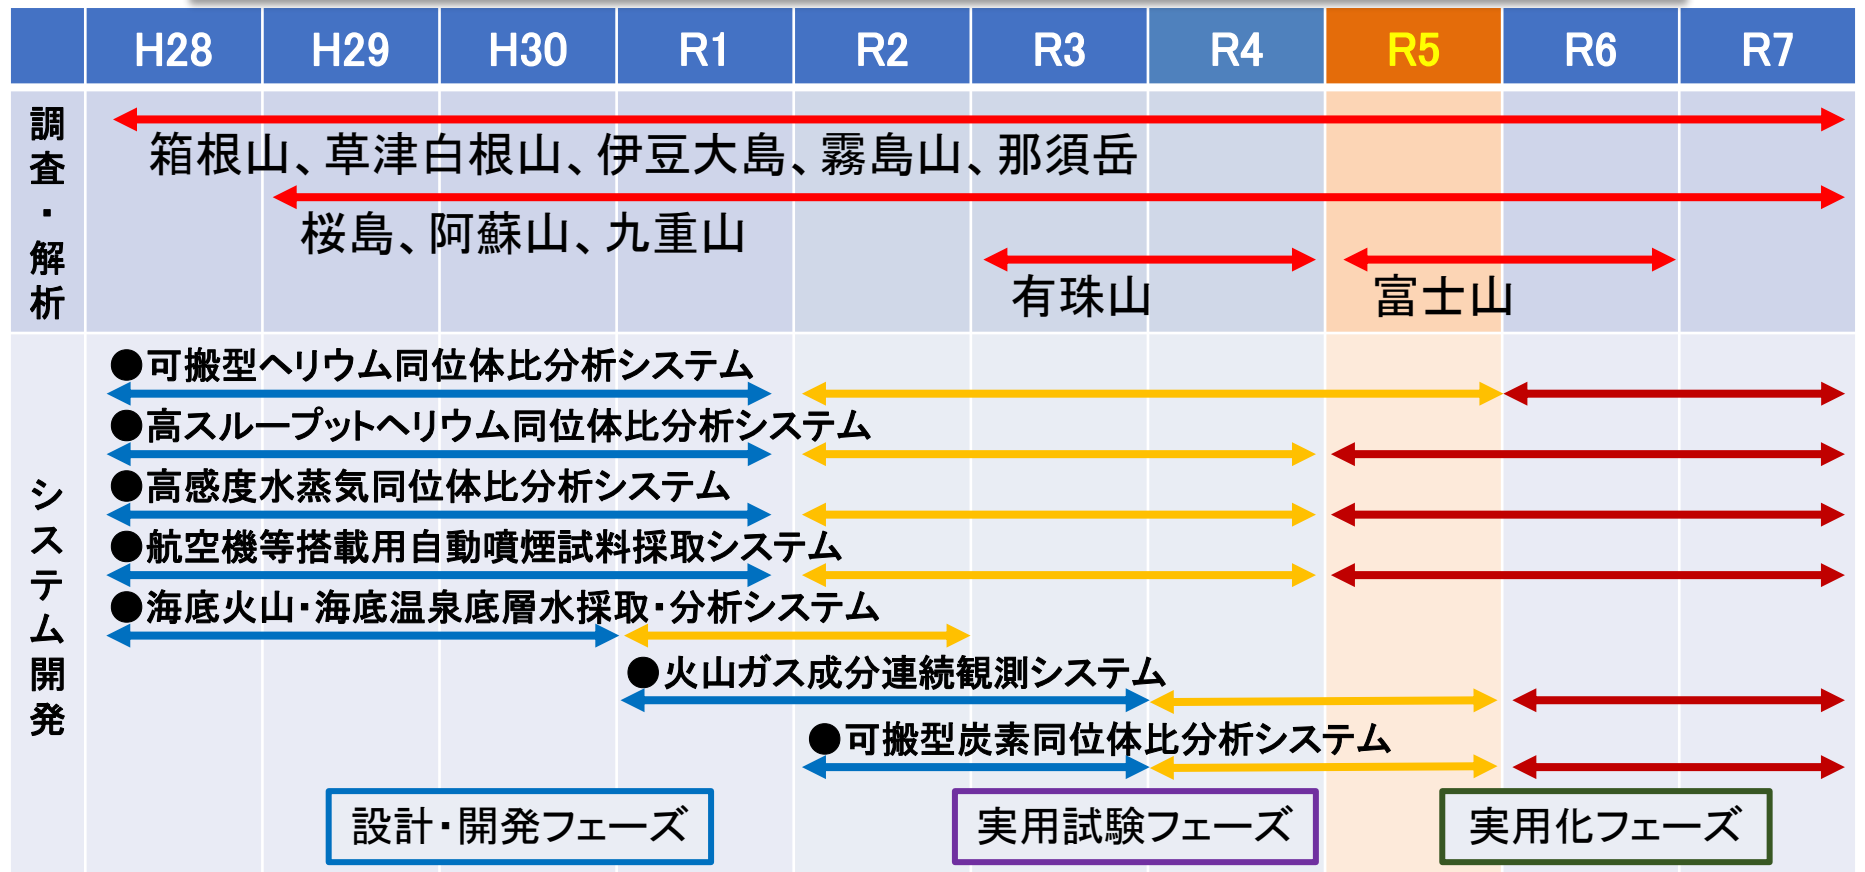 H28 H29 H30 R1 R2 R3 R4 R5 R6 R7
調査・解析
箱根山、草津白根山、伊豆大島、霧島山、那須岳
桜島、阿蘇山、九重山
有珠山 富士山
システム開発
●可搬型ヘリウム同位体比分析システム
●高スループットヘリウム同位体比分析システム
●高感度水蒸気同位体比分析システム
●航空機等搭載用自動噴煙試料採取システム
●海底火山・海底温泉底層水採取・分析システム
●火山ガス成分連続観測システム
●可搬型炭素同位体比分析システム
設計・開発フェーズ 実用試験フェーズ 実用化フェーズ